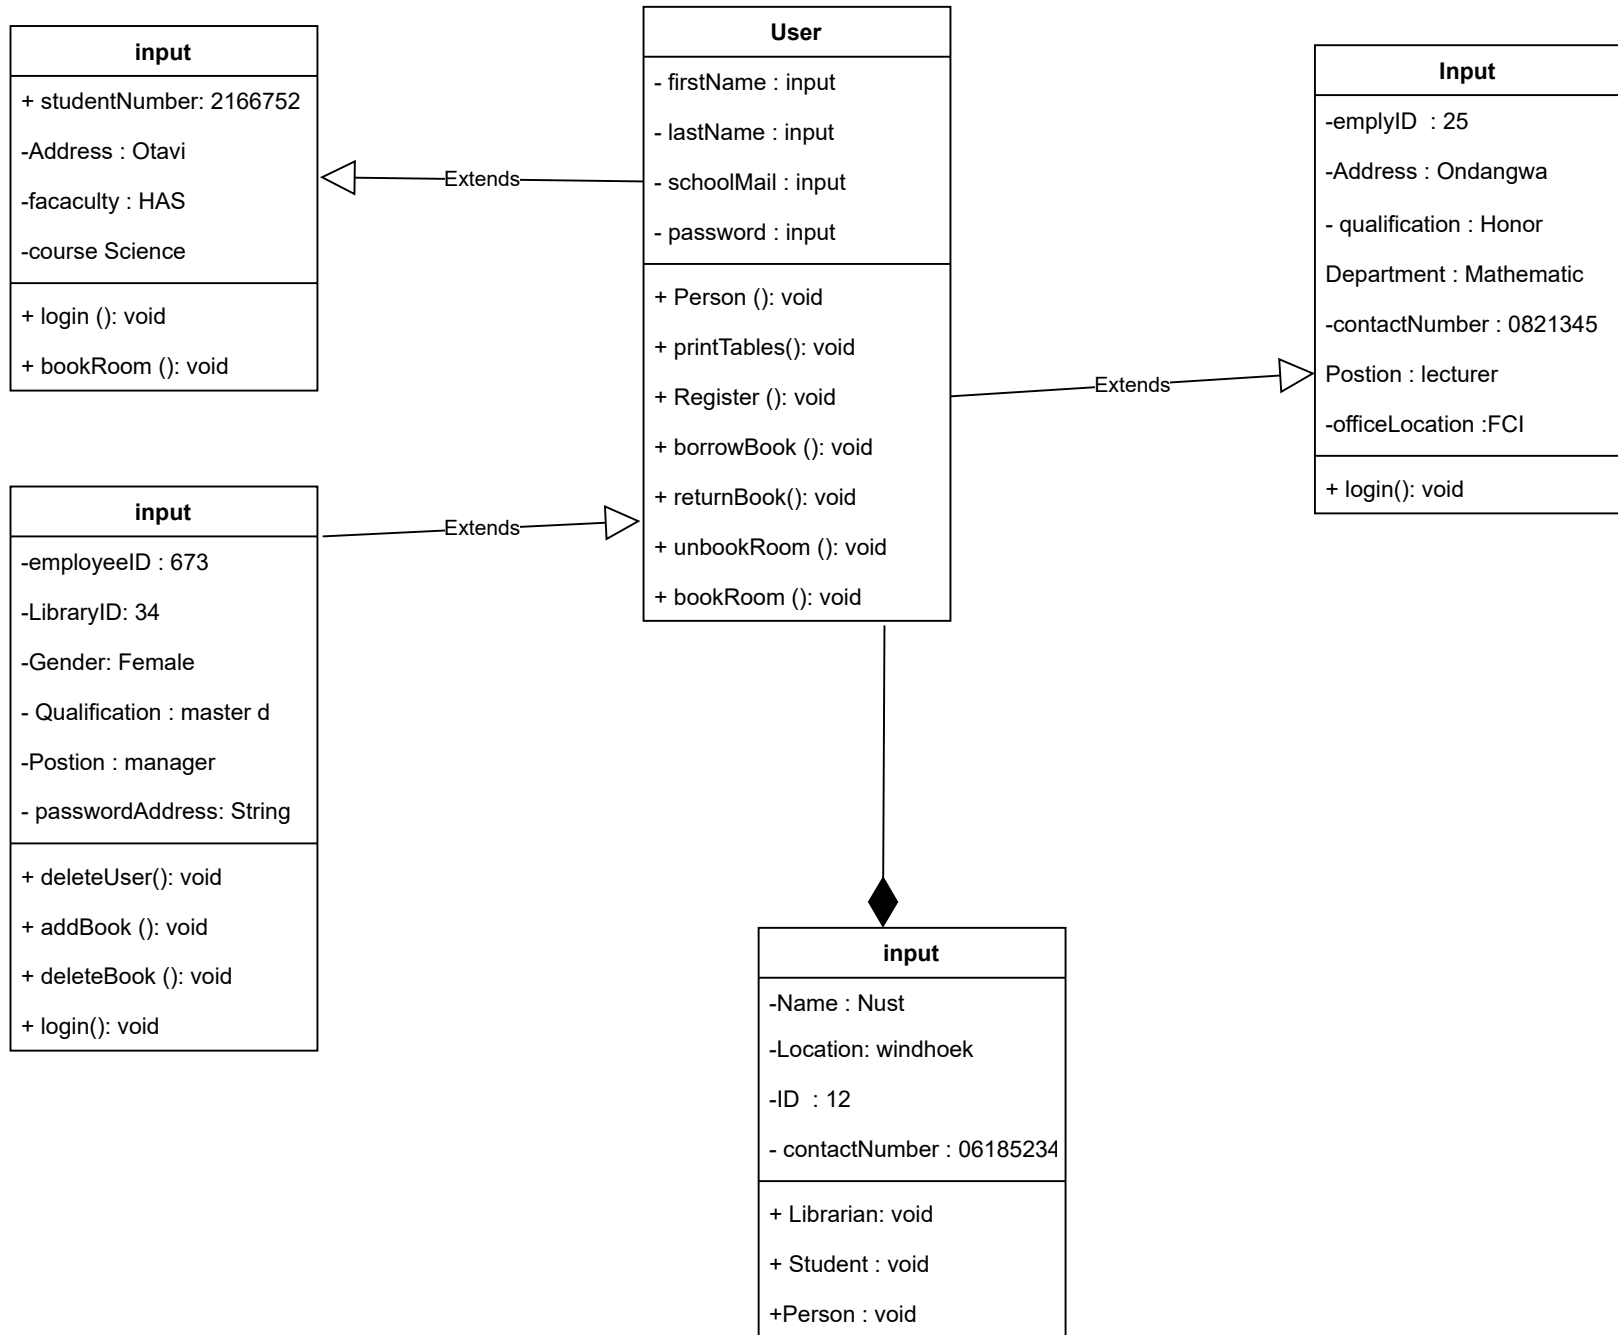 input
+ studentNumber: 2166752
-Address : Otavi
-facaculty : HAS
-course Science
+ login (): void
+ bookRoom (): void
Extends
User
- firstName : input
- lastName : input
- schoolMail : input
- password : input
+ Person (): void
+ printTables(): void
+ Register (): void
+ borrowBook (): void
+ returnBook(): void
+ unbookRoom (): void
+ bookRoom (): void
Extends
Input
-emplyID  : 25
-Address : Ondangwa
- qualification : Honor
Department : Mathematic
-contactNumber : 0821345
Postion : lecturer
-officeLocation :FCI
+ login(): void
input
-employeeID : 673
-LibraryID: 34
-Gender: Female
- Qualification : master d
-Postion : manager
- passwordAddress: String
+ deleteUser(): void
+ addBook (): void
+ deleteBook (): void
+ login(): void
Extends
input
-Name : Nust
-Location: windhoek
-ID  : 12
- contactNumber : 06185234
+ Librarian: void
+ Student : void
+Person : void